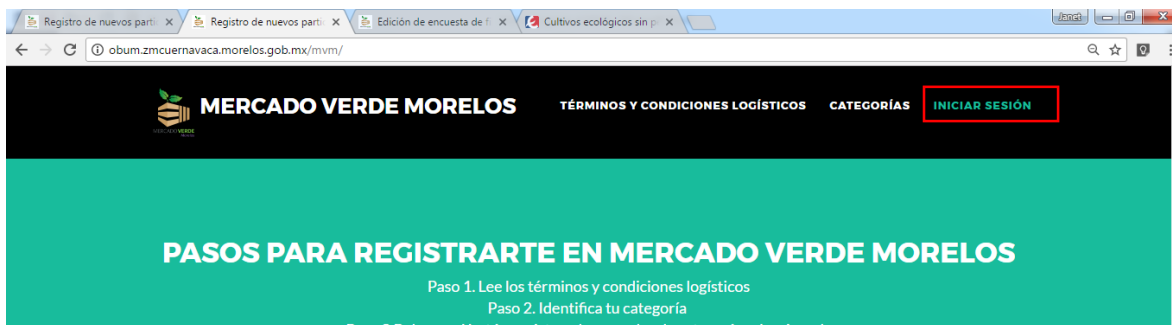 Registro de nuevos parti
Registro de nuevos partic
Edición de encuesta de fi
Cultivos ecológicos sin p
Janet
obum.zmcuernavaca.morelos.gob.mx/mvm/
MERCADO VERDE
MERCADO VERDE MORELOS
TÉRMINOS Y CONDICIONES LOGÍSTICOS
CATEGORÍAS
INICIAR SESIÓN
PASOS PARA REGISTRARTE EN MERCADO VERDE MORELOS
Paso 1. Lee los términos y condiciones logísticos
Paso 2. Identifica tu categoría